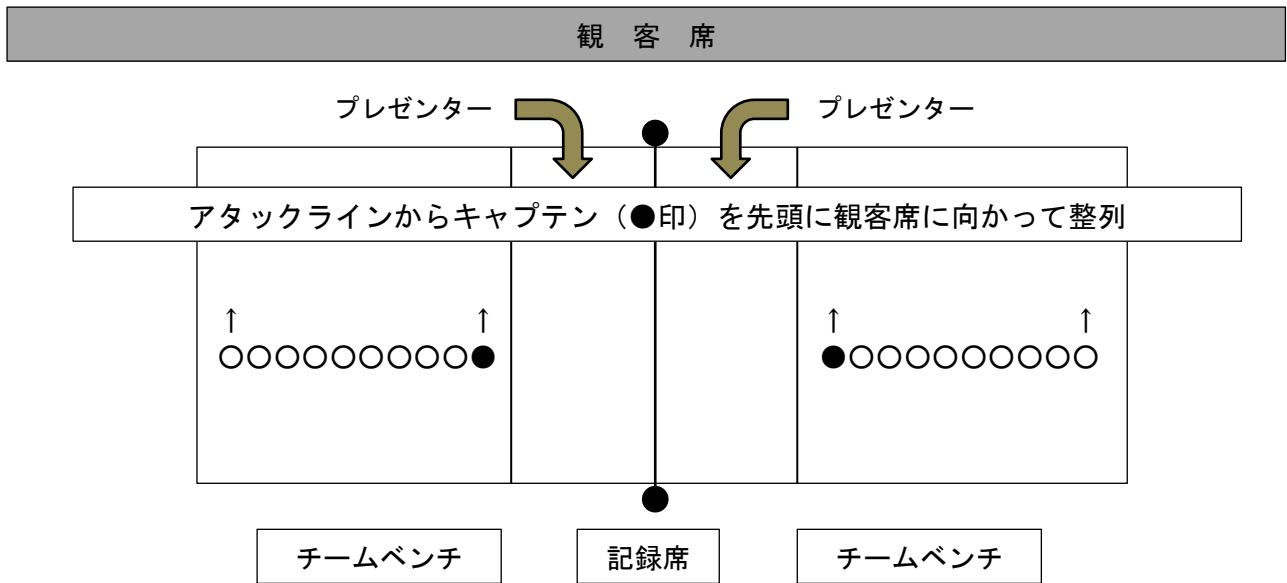 観　客　席
プレゼンター
プレゼンター
アタックラインからキャプテン（●印）を先頭に観客席に向かって整列
↑ ↑ ↑ ↑
○○○○○○○○○● ●○○○○○○○○○
チームベンチ
記録席
チームベンチ